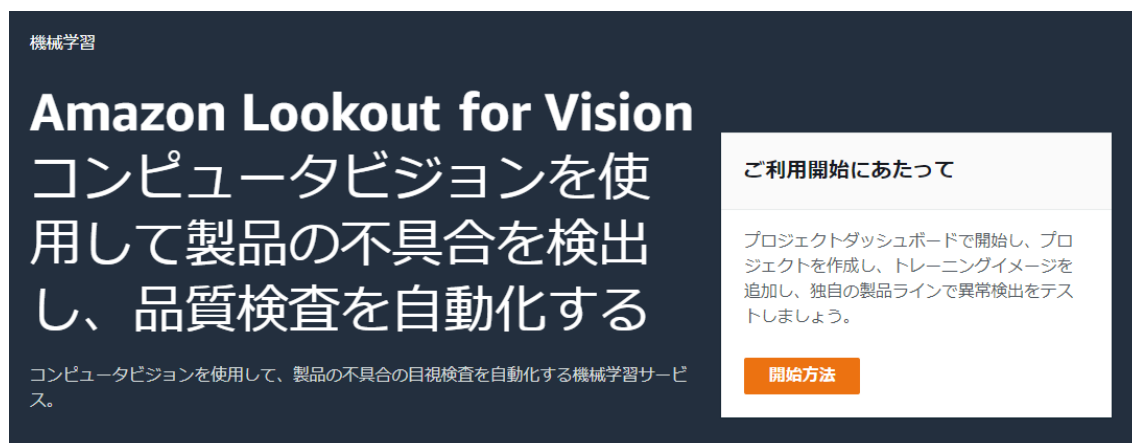 機械学習
Amazon Lookout for Vision
コンピュータビジョンを使
用して製品の不具合を検出
し、品質検査を自動化する
コンピュータビジョンを使用して、製品の不具合の目視検査を自動化する機械学習サービ
ス。
ご利用開始にあたって
プロジェクトダッシュボードで開始し、プロ
ジェクトを作成し、トレーニングイメージを
追加し、独自の製品ラインで異常検出をテス
トしましょう。
開始方法